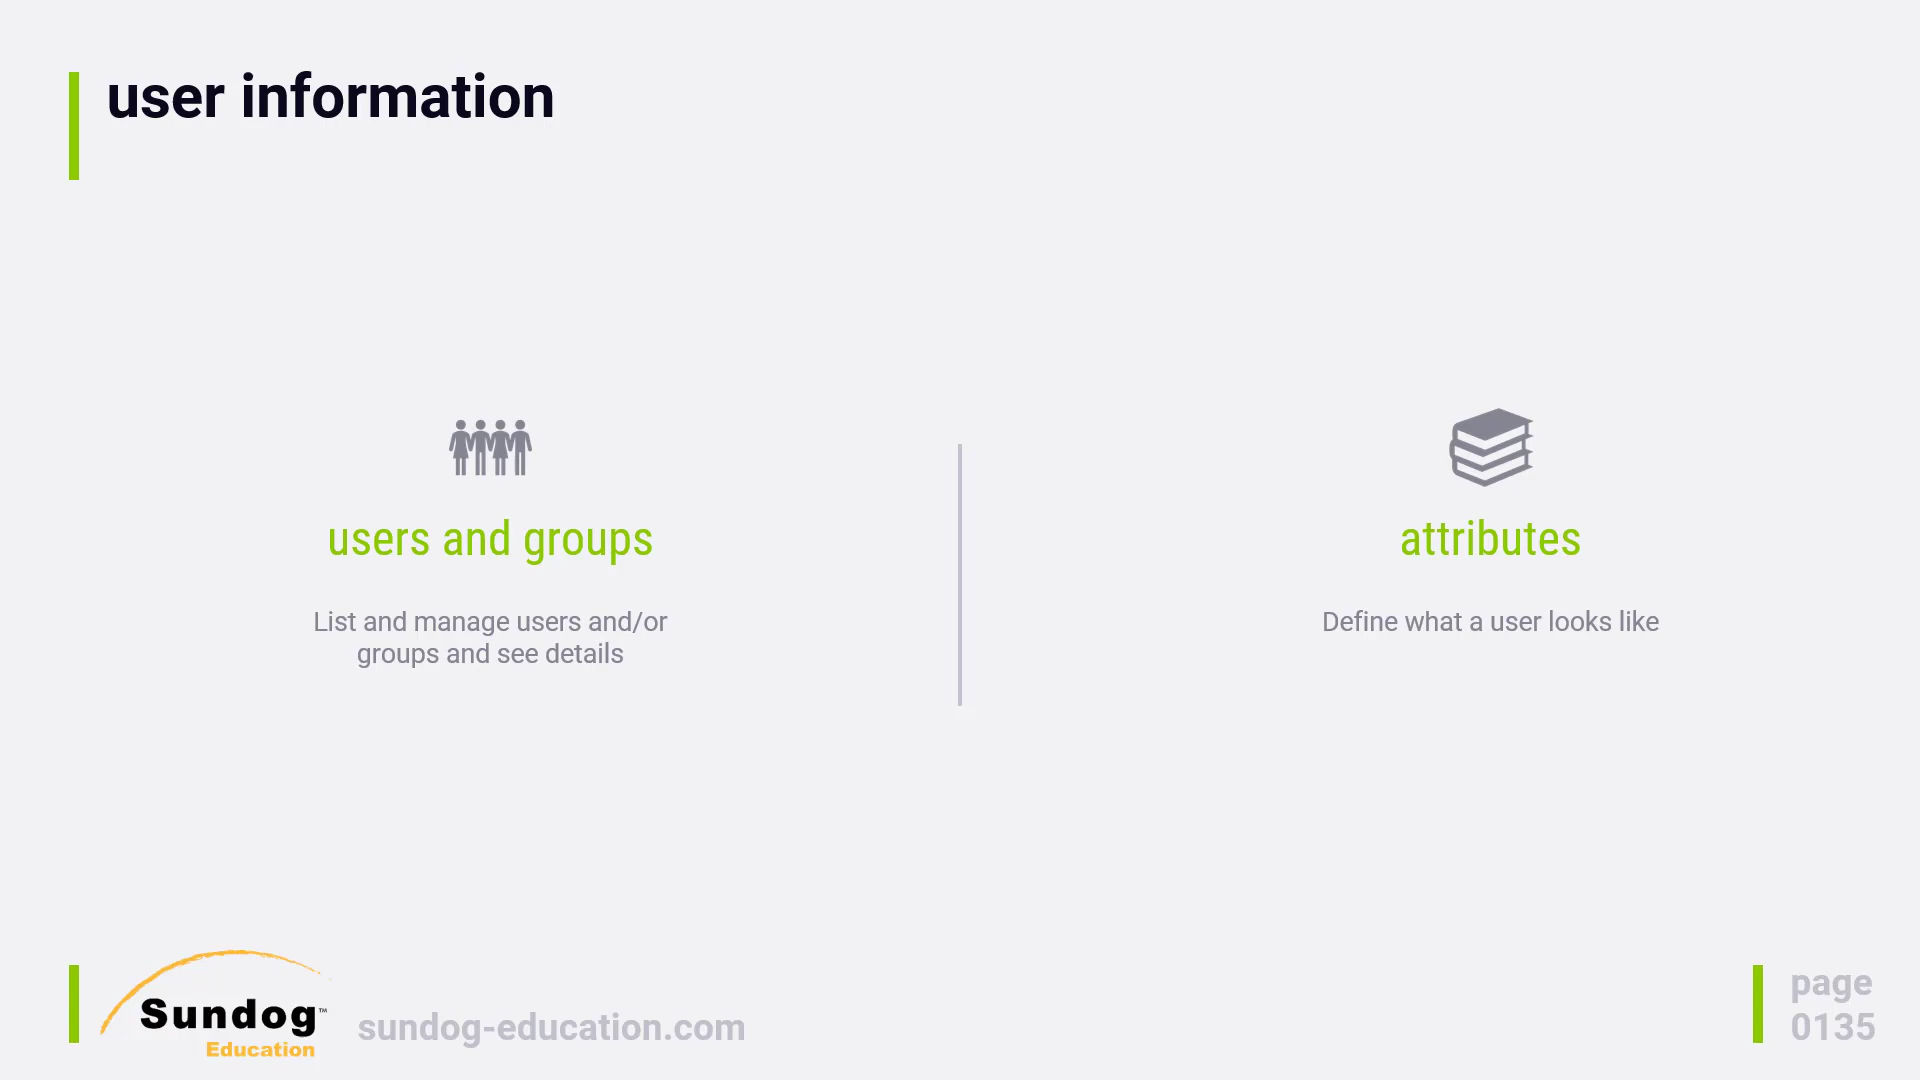 user information
users and groups
List and manage users and/or
groups and see details
attributes
Define what a user looks like
Sundog™
Education
sundog-education.com
page
0135